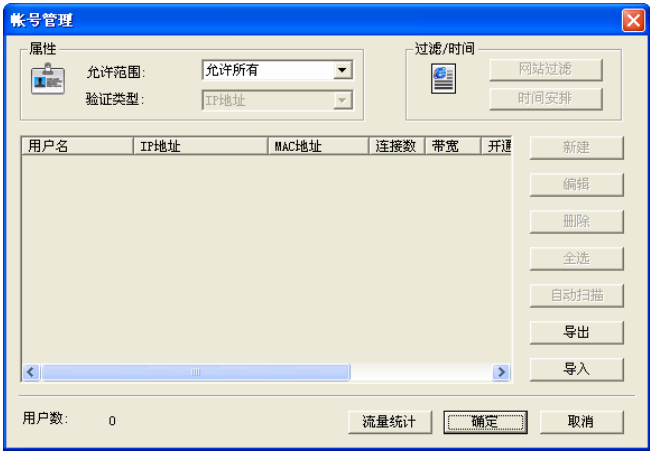 帐号管理
属性
过滤/时间
允许范围: 允许所有
网站过滤
验证类型: IP地址
时间安排
用户名 IP地址 MAC地址 连接数 带宽 开通
新建
编辑
删除
全选
自动扫描
导出
导入
用户数: 0 流量统计 确定 取消